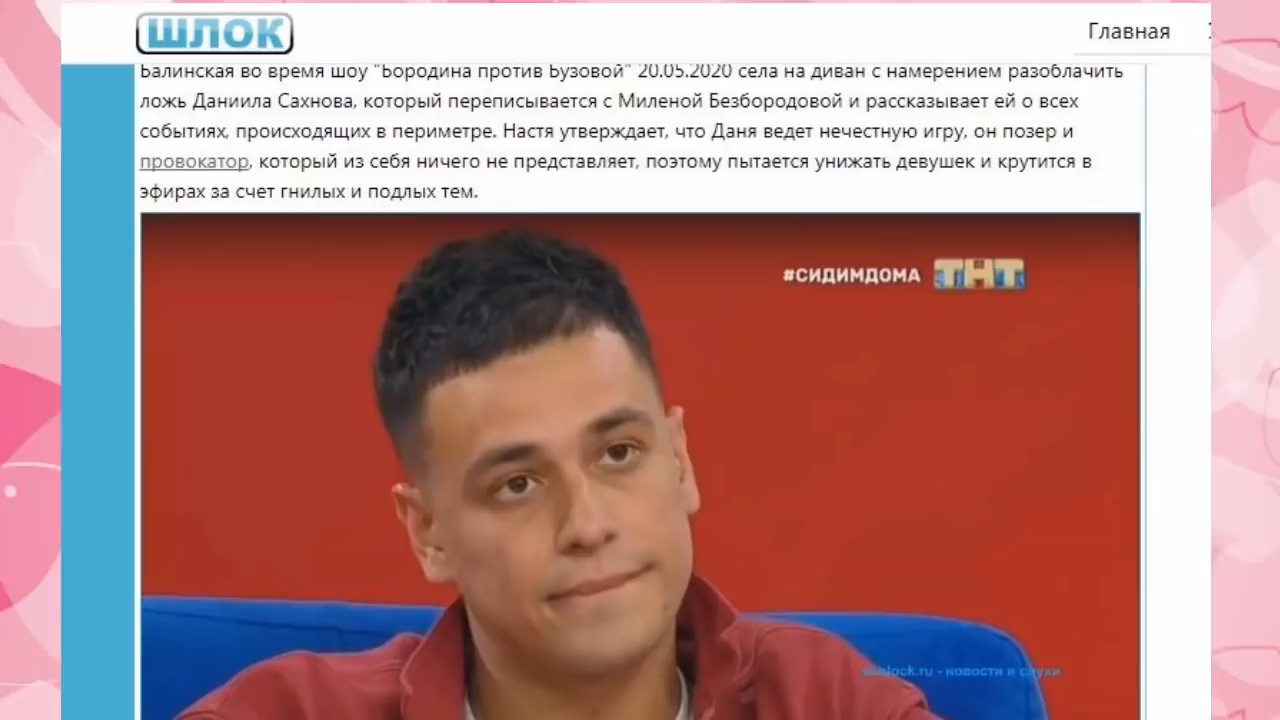 ШЛОК
Главная
Балинская во время шоу "Бородина против Бузовой" 20.05.2020 села на диван с намерением разоблачить
ложь Даниила Сахнова, который переписывается с Миленой Безбородовой и рассказывает ей о всех
событиях, происходящих в периметре. Настя утверждает, что Даня ведет нечестную игру, он позер и
провокатор, который из себя ничего не представляет, поэтому пытается унижать девушек и крутится в
эфирах за счет гнилых и подлых тем.
#СИДИМДОМА ТНТ
- новости и слухи